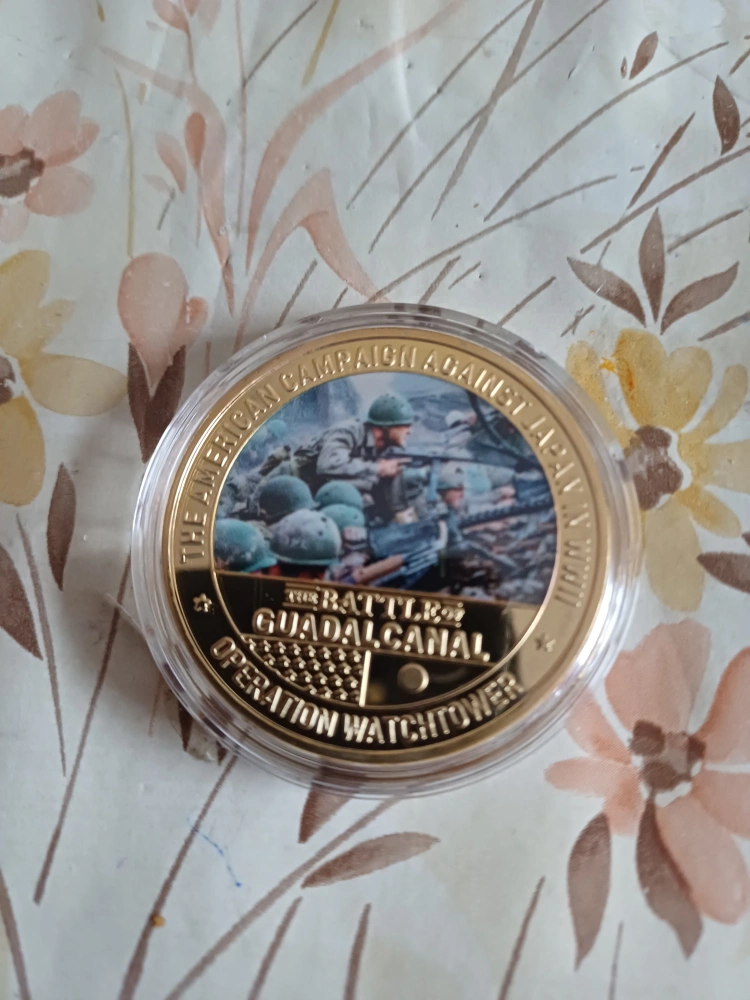 THE AMERICAN CAMPAIGN AGAINST JAPAN IN WWII
THE BATTLE OF
GUADALCANAL
OPERATION WATCHTOWER